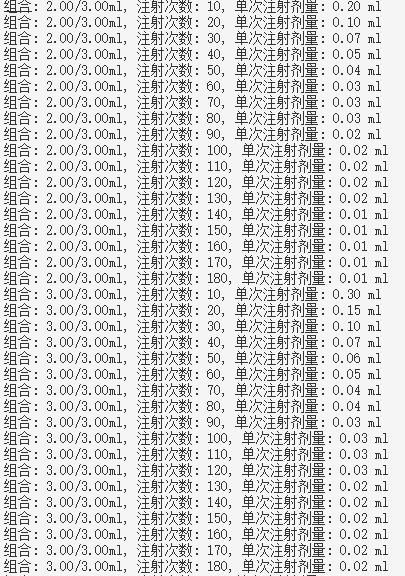 组合: 2.00/3.00ml, 注射次数: 10, 单次注射剂量: 0.20 ml
组合: 2.00/3.00ml, 注射次数: 20, 单次注射剂量: 0.10 ml
组合: 2.00/3.00ml, 注射次数: 30, 单次注射剂量: 0.07 ml
组合: 2.00/3.00ml, 注射次数: 40, 单次注射剂量: 0.05 ml
组合: 2.00/3.00ml, 注射次数: 50, 单次注射剂量: 0.04 ml
组合: 2.00/3.00ml, 注射次数: 60, 单次注射剂量: 0.03 ml
组合: 2.00/3.00ml, 注射次数: 70, 单次注射剂量: 0.03 ml
组合: 2.00/3.00ml, 注射次数: 80, 单次注射剂量: 0.03 ml
组合: 2.00/3.00ml, 注射次数: 90, 单次注射剂量: 0.02 ml
组合: 2.00/3.00ml, 注射次数: 100, 单次注射剂量: 0.02 ml
组合: 2.00/3.00ml, 注射次数: 110, 单次注射剂量: 0.02 ml
组合: 2.00/3.00ml, 注射次数: 120, 单次注射剂量: 0.02 ml
组合: 2.00/3.00ml, 注射次数: 130, 单次注射剂量: 0.02 ml
组合: 2.00/3.00ml, 注射次数: 140, 单次注射剂量: 0.01 ml
组合: 2.00/3.00ml, 注射次数: 150, 单次注射剂量: 0.01 ml
组合: 2.00/3.00ml, 注射次数: 160, 单次注射剂量: 0.01 ml
组合: 2.00/3.00ml, 注射次数: 170, 单次注射剂量: 0.01 ml
组合: 2.00/3.00ml, 注射次数: 180, 单次注射剂量: 0.01 ml
组合: 3.00/3.00ml, 注射次数: 10, 单次注射剂量: 0.30 ml
组合: 3.00/3.00ml, 注射次数: 20, 单次注射剂量: 0.15 ml
组合: 3.00/3.00ml, 注射次数: 30, 单次注射剂量: 0.10 ml
组合: 3.00/3.00ml, 注射次数: 40, 单次注射剂量: 0.07 ml
组合: 3.00/3.00ml, 注射次数: 50, 单次注射剂量: 0.06 ml
组合: 3.00/3.00ml, 注射次数: 60, 单次注射剂量: 0.05 ml
组合: 3.00/3.00ml, 注射次数: 70, 单次注射剂量: 0.04 ml
组合: 3.00/3.00ml, 注射次数: 80, 单次注射剂量: 0.04 ml
组合: 3.00/3.00ml, 注射次数: 90, 单次注射剂量: 0.03 ml
组合: 3.00/3.00ml, 注射次数: 100, 单次注射剂量: 0.03 ml
组合: 3.00/3.00ml, 注射次数: 110, 单次注射剂量: 0.03 ml
组合: 3.00/3.00ml, 注射次数: 120, 单次注射剂量: 0.03 ml
组合: 3.00/3.00ml, 注射次数: 130, 单次注射剂量: 0.02 ml
组合: 3.00/3.00ml, 注射次数: 140, 单次注射剂量: 0.02 ml
组合: 3.00/3.00ml, 注射次数: 150, 单次注射剂量: 0.02 ml
组合: 3.00/3.00ml, 注射次数: 160, 单次注射剂量: 0.02 ml
组合: 3.00/3.00ml, 注射次数: 170, 单次注射剂量: 0.02 ml
组合: 3.00/3.00ml, 注射次数: 180, 单次注射剂量: 0.02 ml